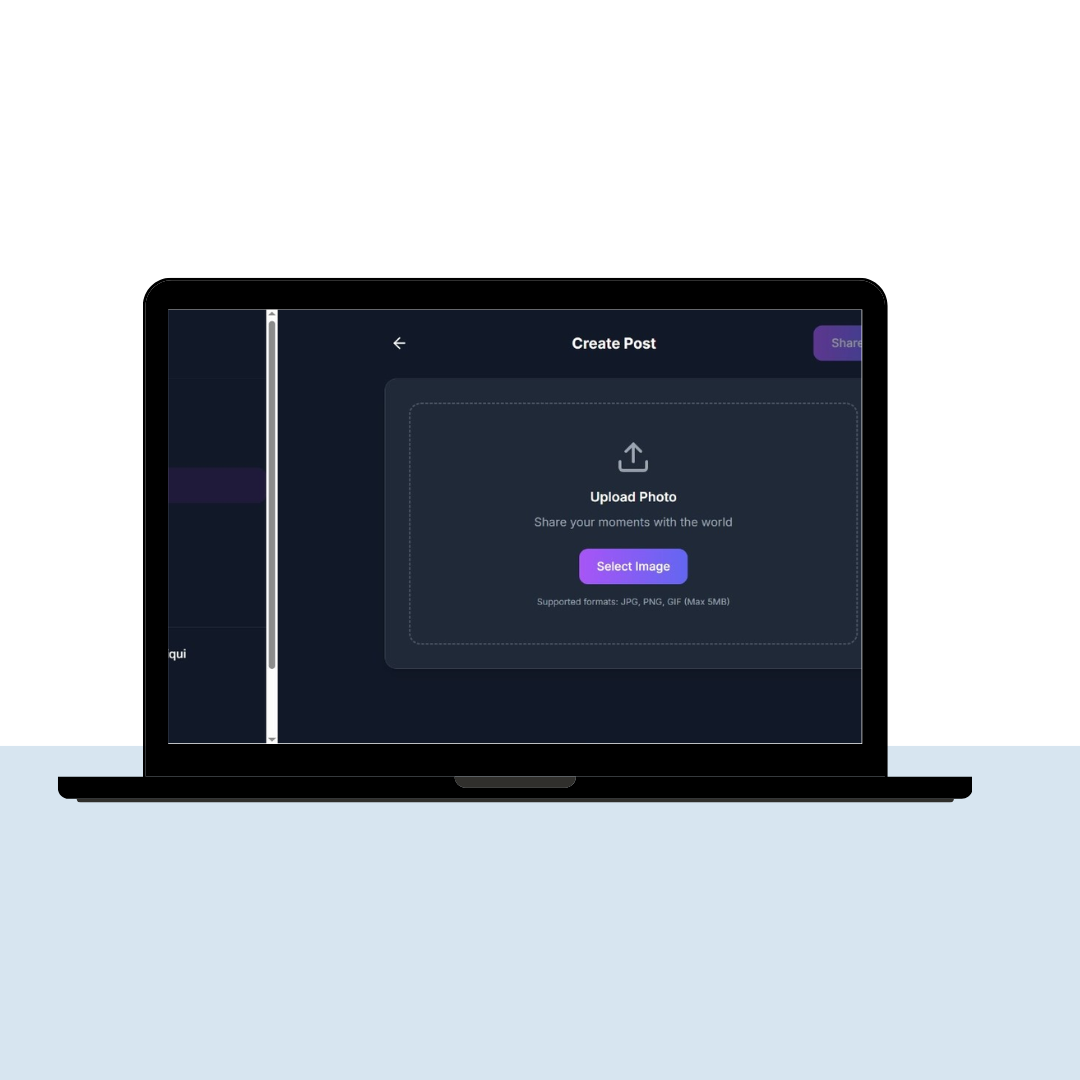 Create Post
Share
Upload Photo
Share your moments with the world
Select Image
Supported formats: JPG, PNG, GIF (Max 5MB)
qui